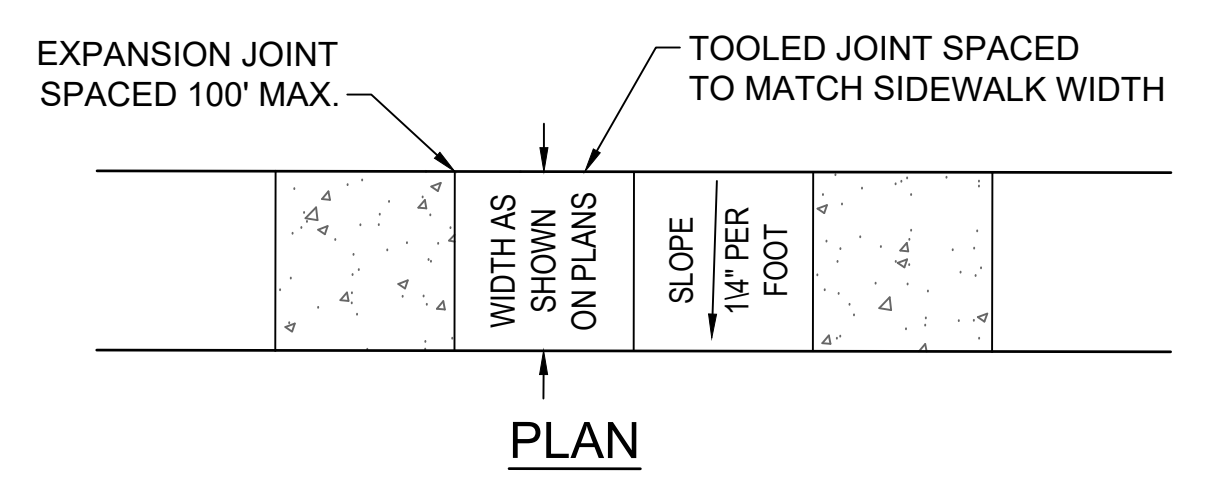 EXPANSION JOINT
SPACED 100' MAX.
TOOLED JOINT SPACED
TO MATCH SIDEWALK WIDTH
WIDTH AS
SHOWN
ON PLANS
SLOPE
1\4" PER
FOOT
PLAN